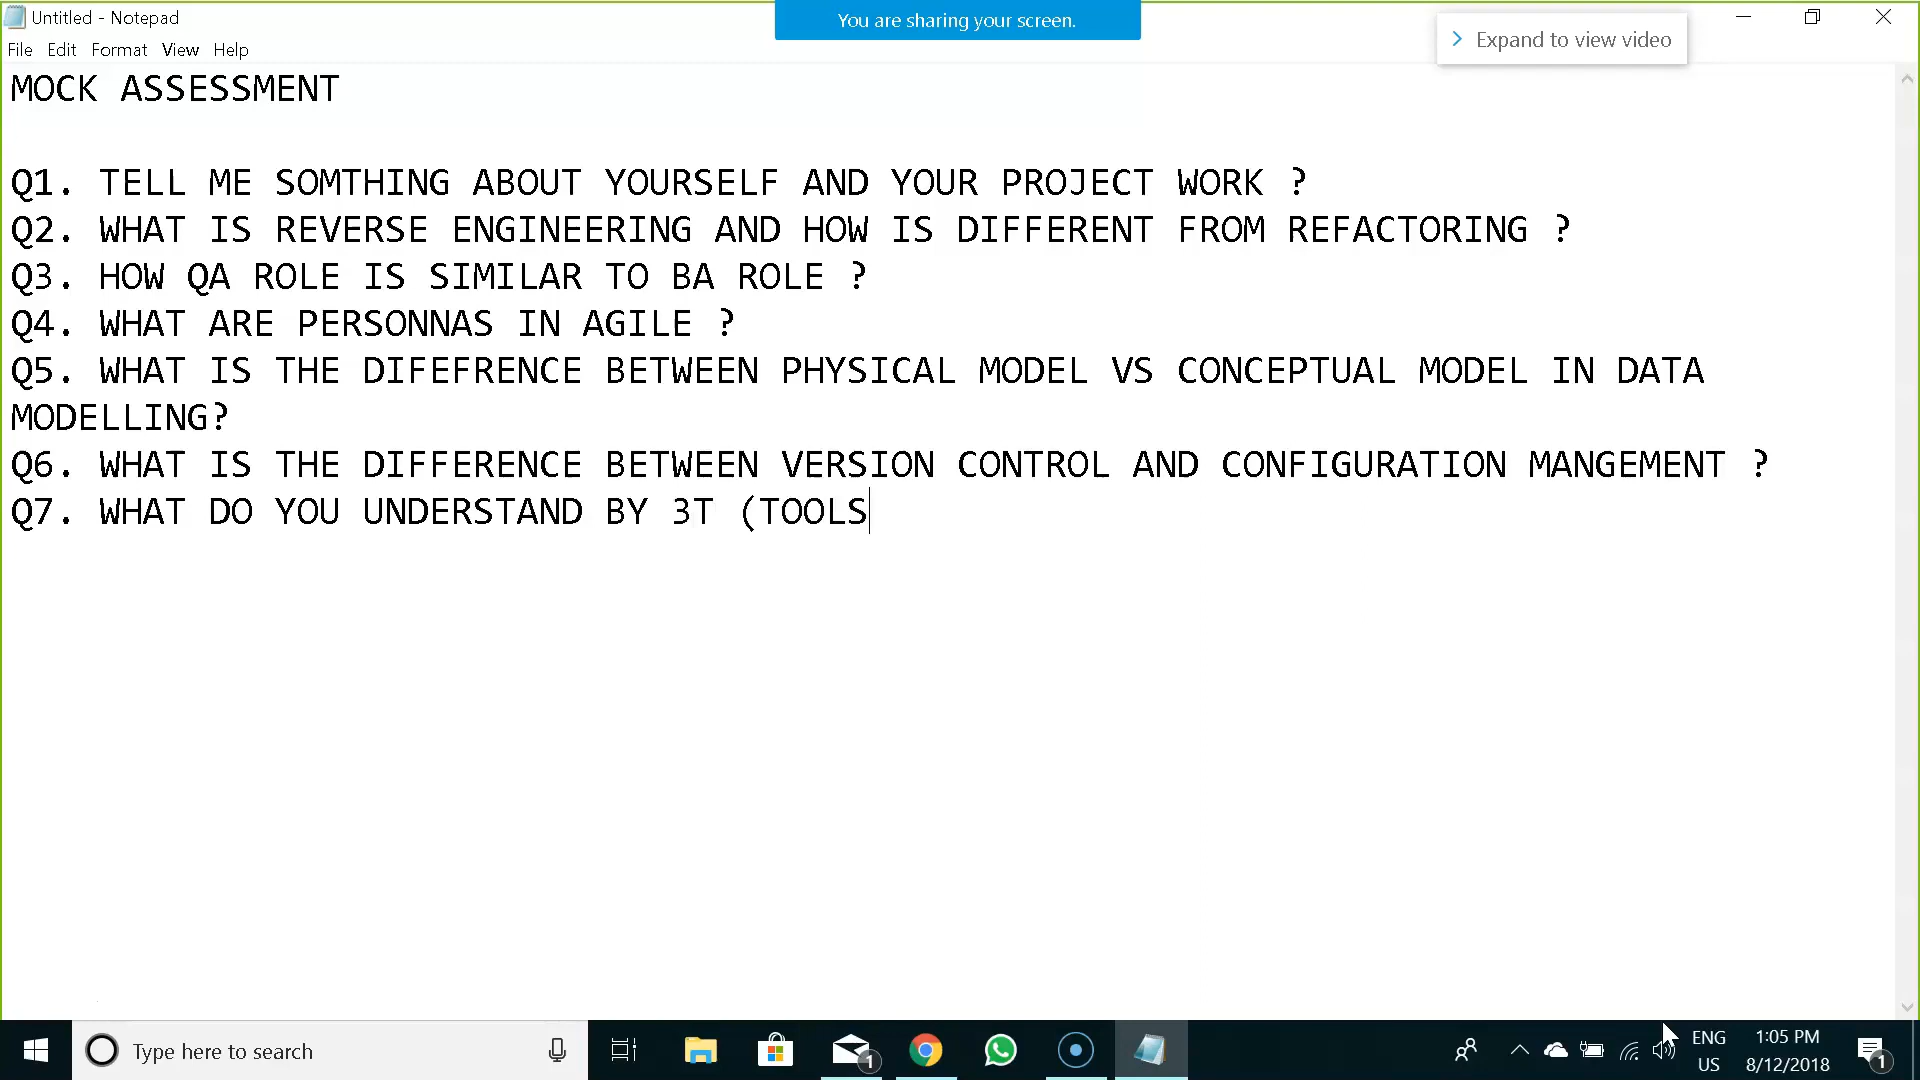 Untitled - Notepad
You are sharing your screen.
Expand to view video
File Edit Format View Help
MOCK ASSESSMENT
Q1. TELL ME SOMTHING ABOUT YOURSELF AND YOUR PROJECT WORK ?
Q2. WHAT IS REVERSE ENGINEERING AND HOW IS DIFFERENT FROM REFACTORING ?
Q3. HOW QA ROLE IS SIMILAR TO BA ROLE ?
Q4. WHAT ARE PERSONNAS IN AGILE ?
Q5. WHAT IS THE DIFEFRENCE BETWEEN PHYSICAL MODEL VS CONCEPTUAL MODEL IN DATA
MODELLING?
Q6. WHAT IS THE DIFFERENCE BETWEEN VERSION CONTROL AND CONFIGURATION MANGEMENT ?
Q7. WHAT DO YOU UNDERSTAND BY 3T (TOOLS
Type here to search
1
ENG
US
1:05 PM
8/12/2018
1